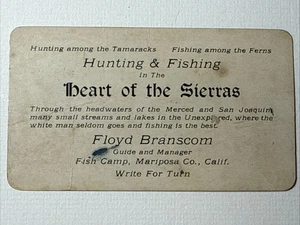 Hunting among the Tamaracks Fishing among the Ferns
Hunting & Fishing
In The
Heart of the Sierras
Through the headwaters of the Merced and San Joaquin
many small streams and lakes in the Unexplored, where the
white man seldom goes and fishing is the best.
Floyd Branscom
Guide and Manager
Fish Camp, Mariposa Co., Calif.
Write For Turn